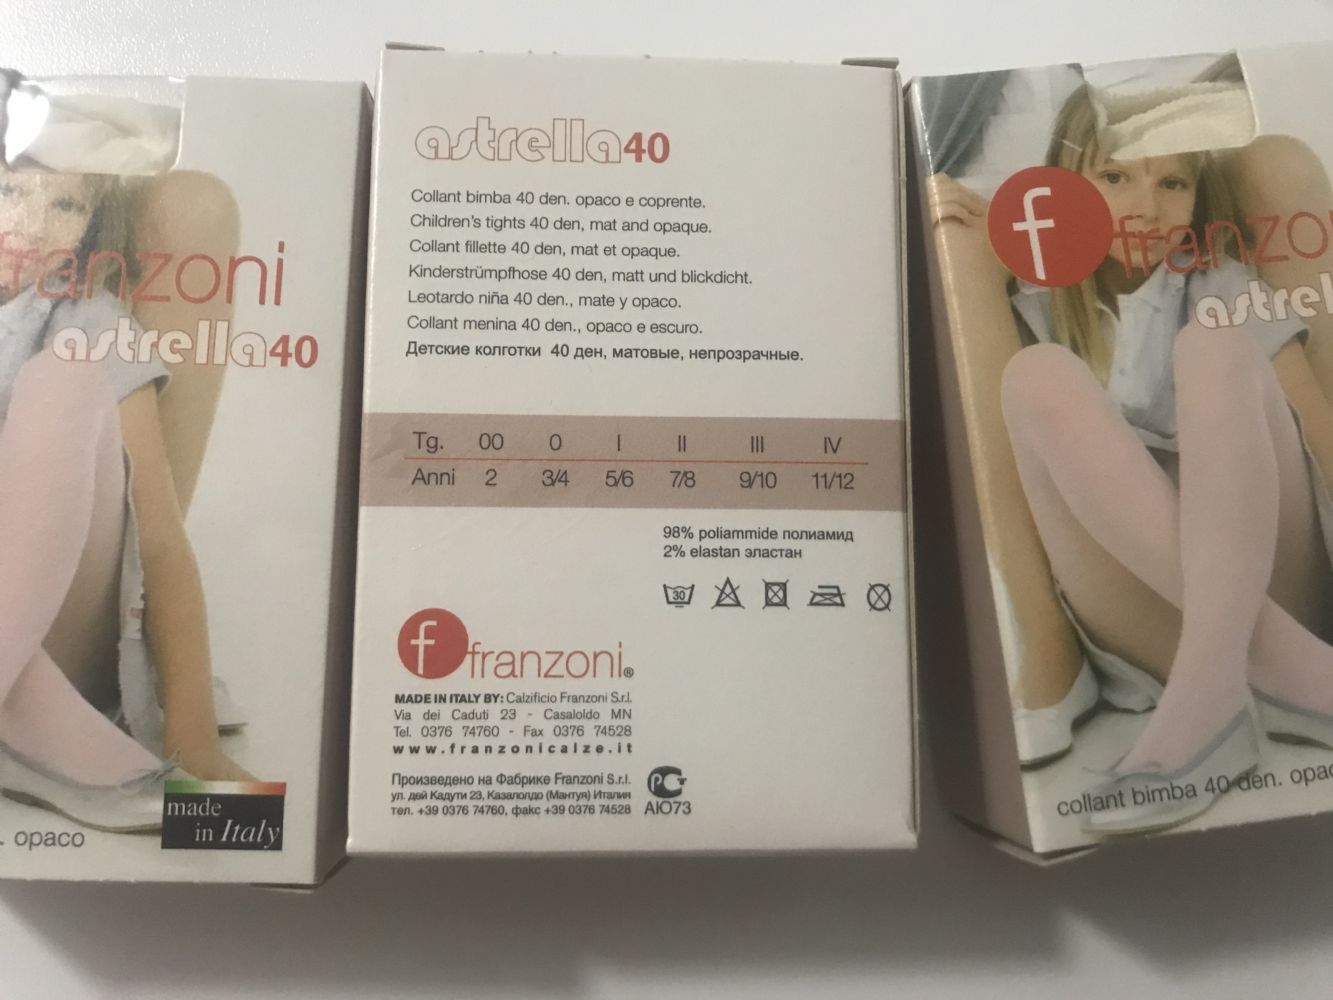 franzoni
astrella40
. opaco
made
in Italy
astrella40
Collant bimba 40 den. opaco e coprente.
Children's tights 40 den, mat and opaque.
Collant fillette 40 den, mat et opaque.
Kinderstrümpfhose 40 den, matt und blickdicht.
Leotardo niña 40 den., mate y opaco.
Collant menina 40 den., opaco e escuro.
Детские колготки 40 ден, матовые, непрозрачные.
Tg. 00 0 I II III IV
Anni 2 3/4 5/6 7/8 9/10 11/12
98% poliammide полиамид
2% elastan эластан
30
f franzoni®
MADE IN ITALY BY: Calzificio Franzoni S.r.l.
Via dei Caduti 23 - Casaloldo MN
Tel. 0376 74760 - Fax 0376 74528
www.franzonicalze.it
Произведено на Фабрике Franzoni S.r.l.
ул. дей Кадути 23, Казалолдо (Мантуя) Италия
тел. +39 0376 74760, факс +39 0376 74528
РСТ
АЮ73
f franzo
astrel
collant bimba 40 den. opac